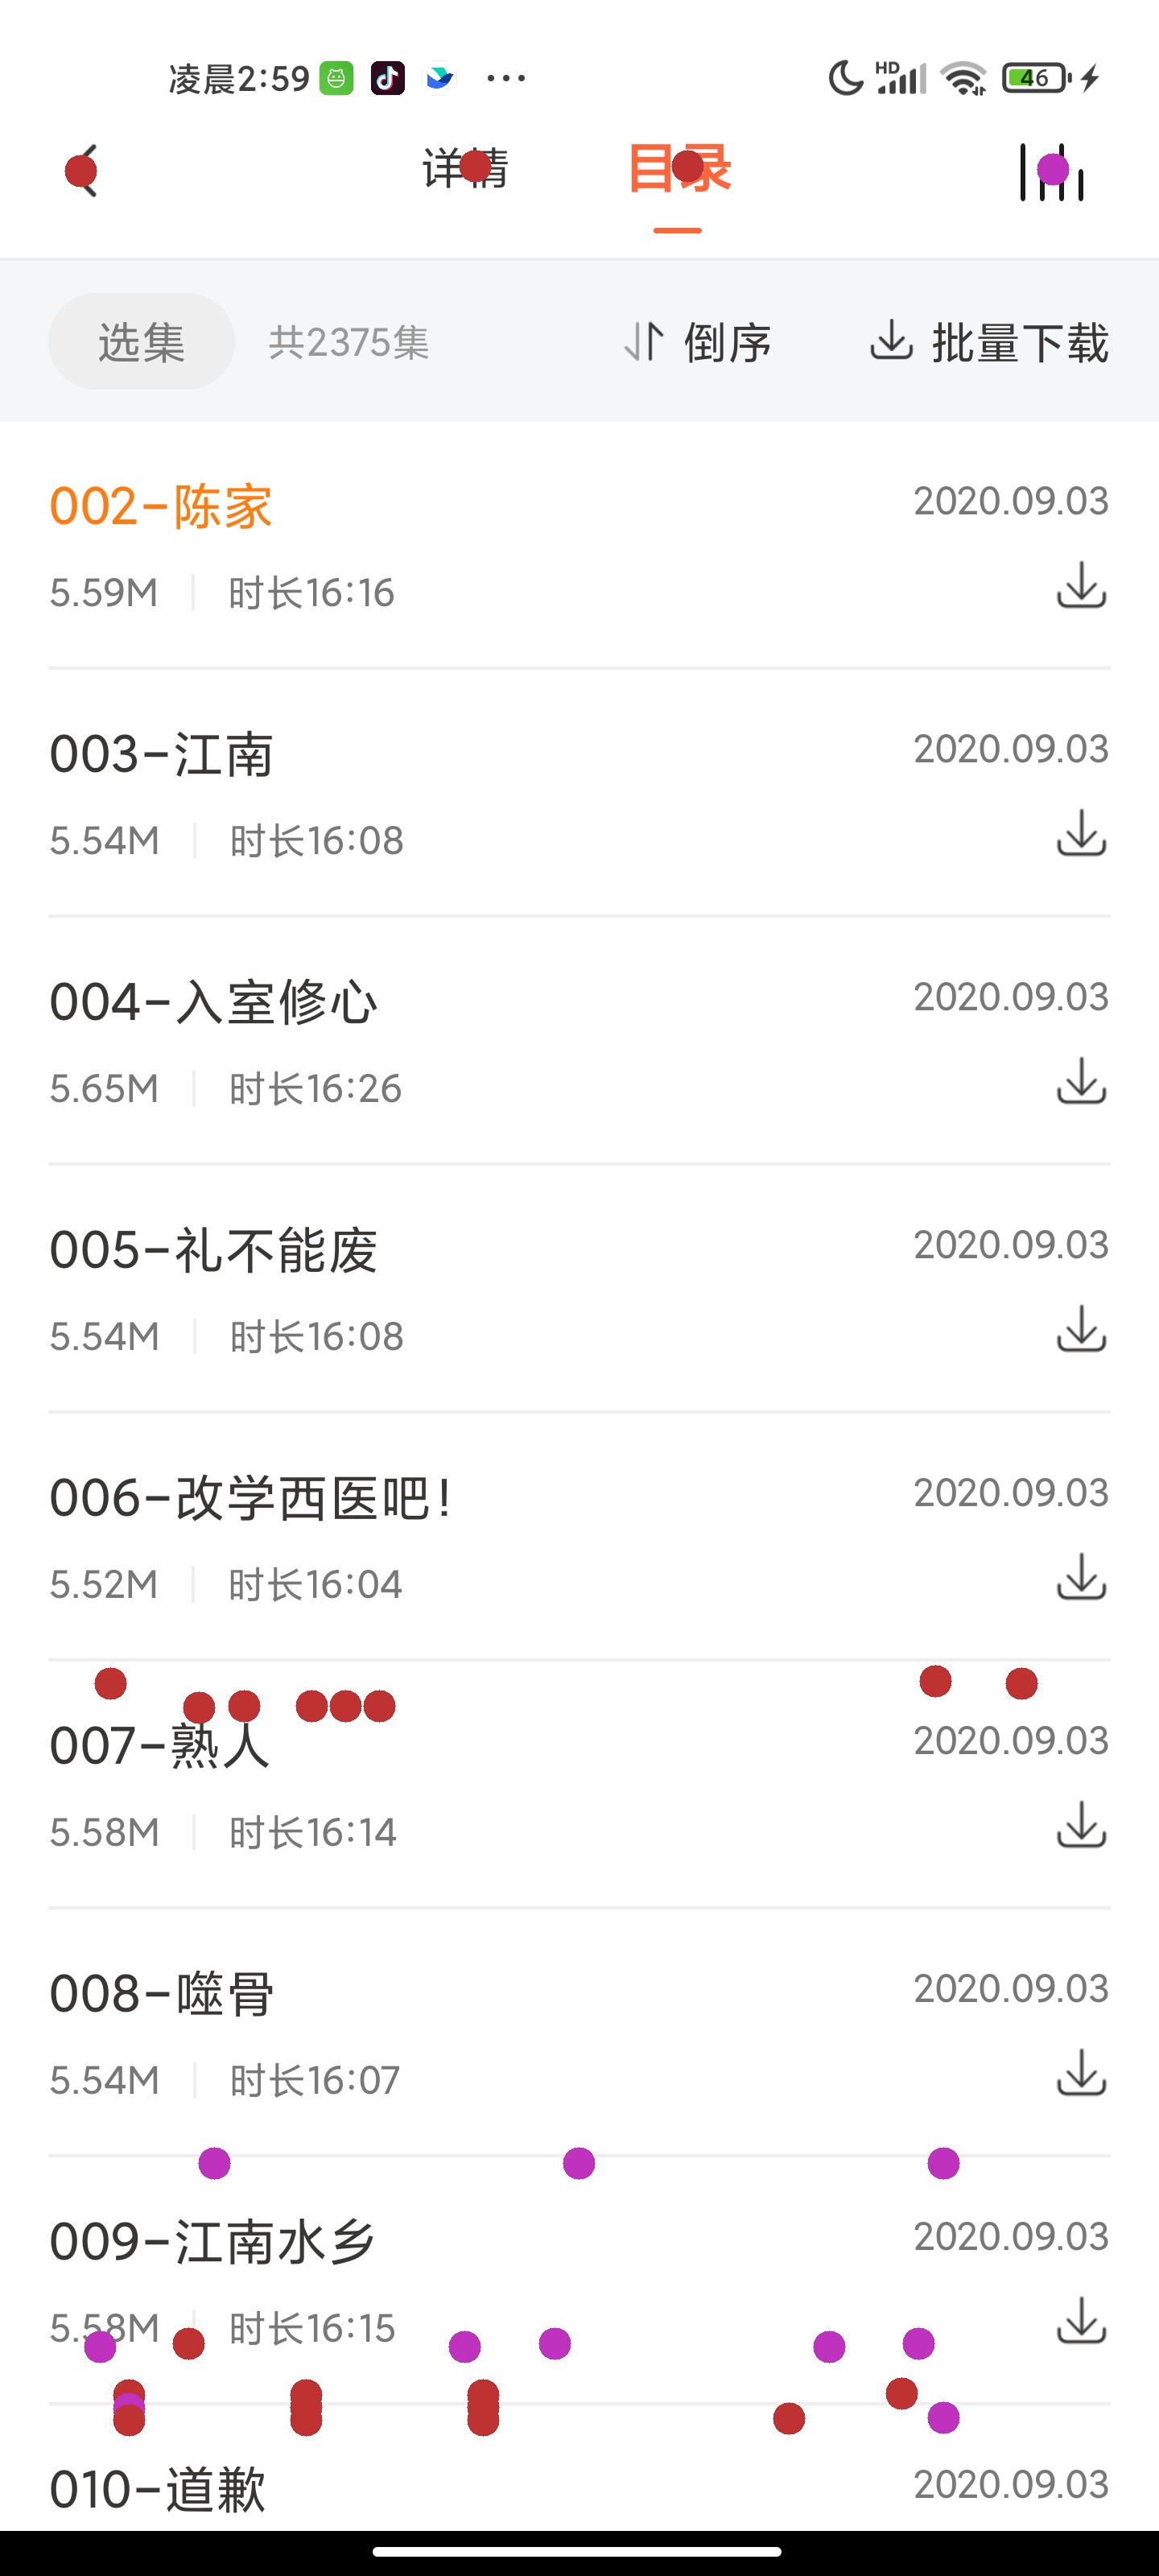 凌晨2:59 HD 46
详情 目录
选集 共2375集 倒序 批量下载
002-陈家 2020.09.03
5.59M 时长16:16
003-江南 2020.09.03
5.54M 时长16:08
004-入室修心 2020.09.03
5.65M 时长16:26
005-礼不能废 2020.09.03
5.54M 时长16:08
006-改学西医吧! 2020.09.03
5.52M 时长16:04
007-熟人 2020.09.03
5.58M 时长16:14
008-噬骨 2020.09.03
5.54M 时长16:07
009-江南水乡 2020.09.03
5.58M 时长16:15
010-道歉 2020.09.03